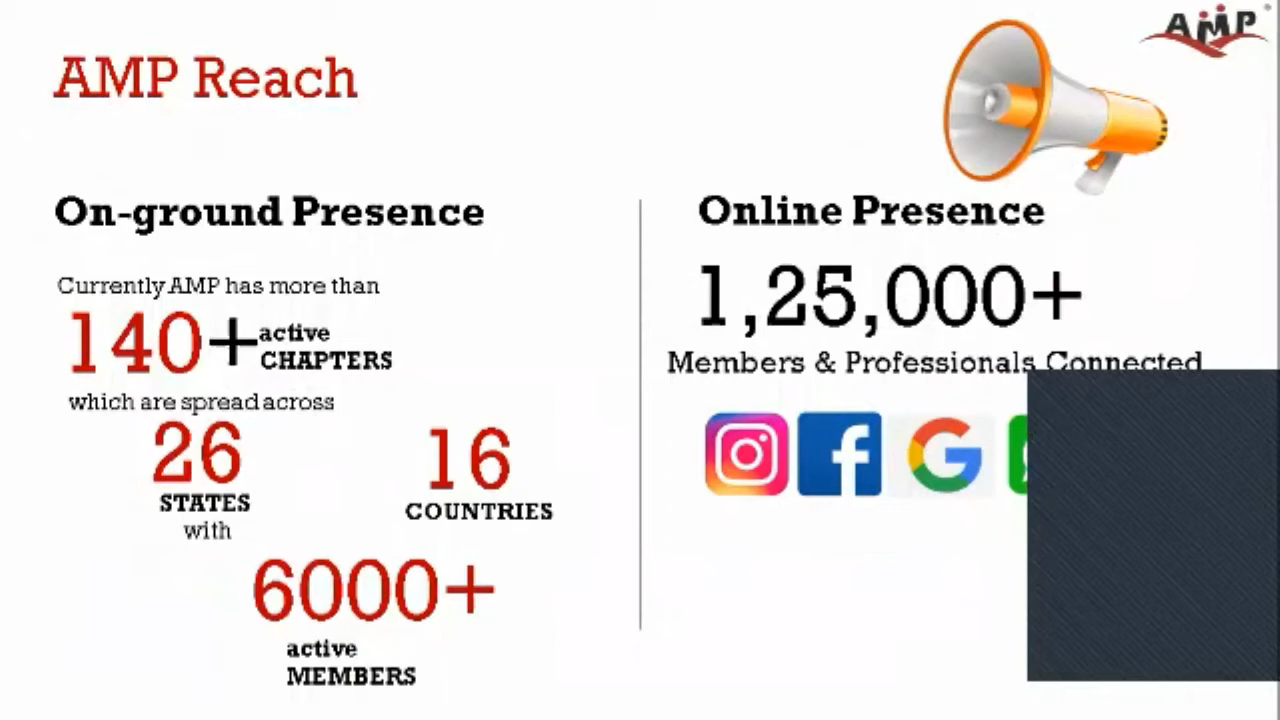 AMP
AMP Reach
On-ground Presence
Currently AMP has more than
140+ active
CHAPTERS
which are spread across
26
STATES
with
16
COUNTRIES
6000+
active
MEMBERS
Online Presence
1,25,000+
Members & Professionals Connected